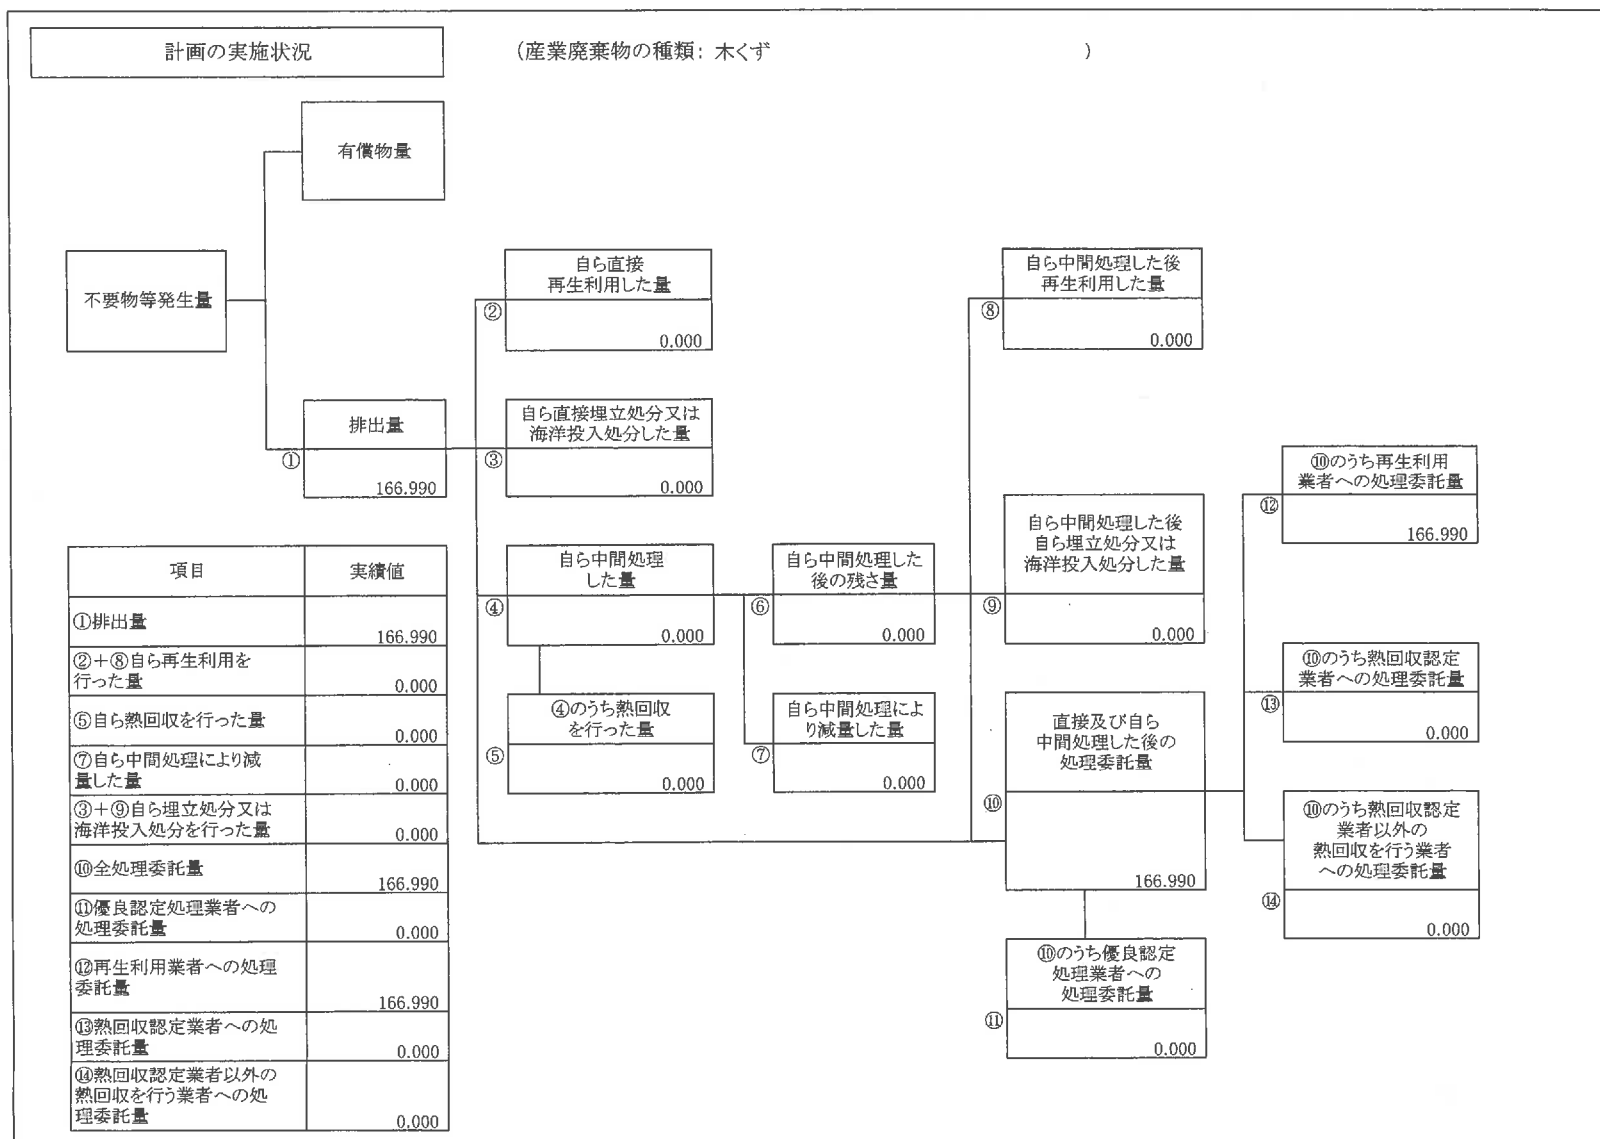 計画の実施状況
(産業廃棄物の種類: 木くず )
有償物量
不要物等発生量
排出量
①
166.990
自ら直接
再生利用した量
②
0.000
自ら直接埋立処分又は
海洋投入処分した量
③
0.000
自ら中間処理
した量
④
0.000
④のうち熱回収
を行った量
⑤
0.000
自ら中間処理した
後の残さ量
⑥
0.000
自ら中間処理によ
り減量した量
⑦
0.000
自ら中間処理した後
再生利用した量
⑧
0.000
自ら中間処理した後
自ら埋立処分又は
海洋投入処分した量
⑨
0.000
直接及び自ら
中間処理した後の
処理委託量
⑩
166.990
⑩のうち優良認定
処理業者への
処理委託量
⑪
0.000
⑩のうち再生利用
業者への処理委託量
⑫
166.990
⑩のうち熱回収認定
業者への処理委託量
⑬
0.000
⑩のうち熱回収認定
業者以外の
熱回収を行う業者
への処理委託量
⑭
0.000
項目 実績値
①排出量
166.990
②+⑧自ら再生利用を
行った量
0.000
⑤自ら熱回収を行った量
0.000
⑦自ら中間処理により減
量した量
0.000
③+⑨自ら埋立処分又は
海洋投入処分を行った量
0.000
⑩全処理委託量
166.990
⑪優良認定処理業者への
処理委託量
0.000
⑫再生利用業者への処理
委託量
166.990
⑬熱回収認定業者への処
理委託量
0.000
⑭熱回収認定業者以外の
熱回収を行う業者への処
理委託量
0.000